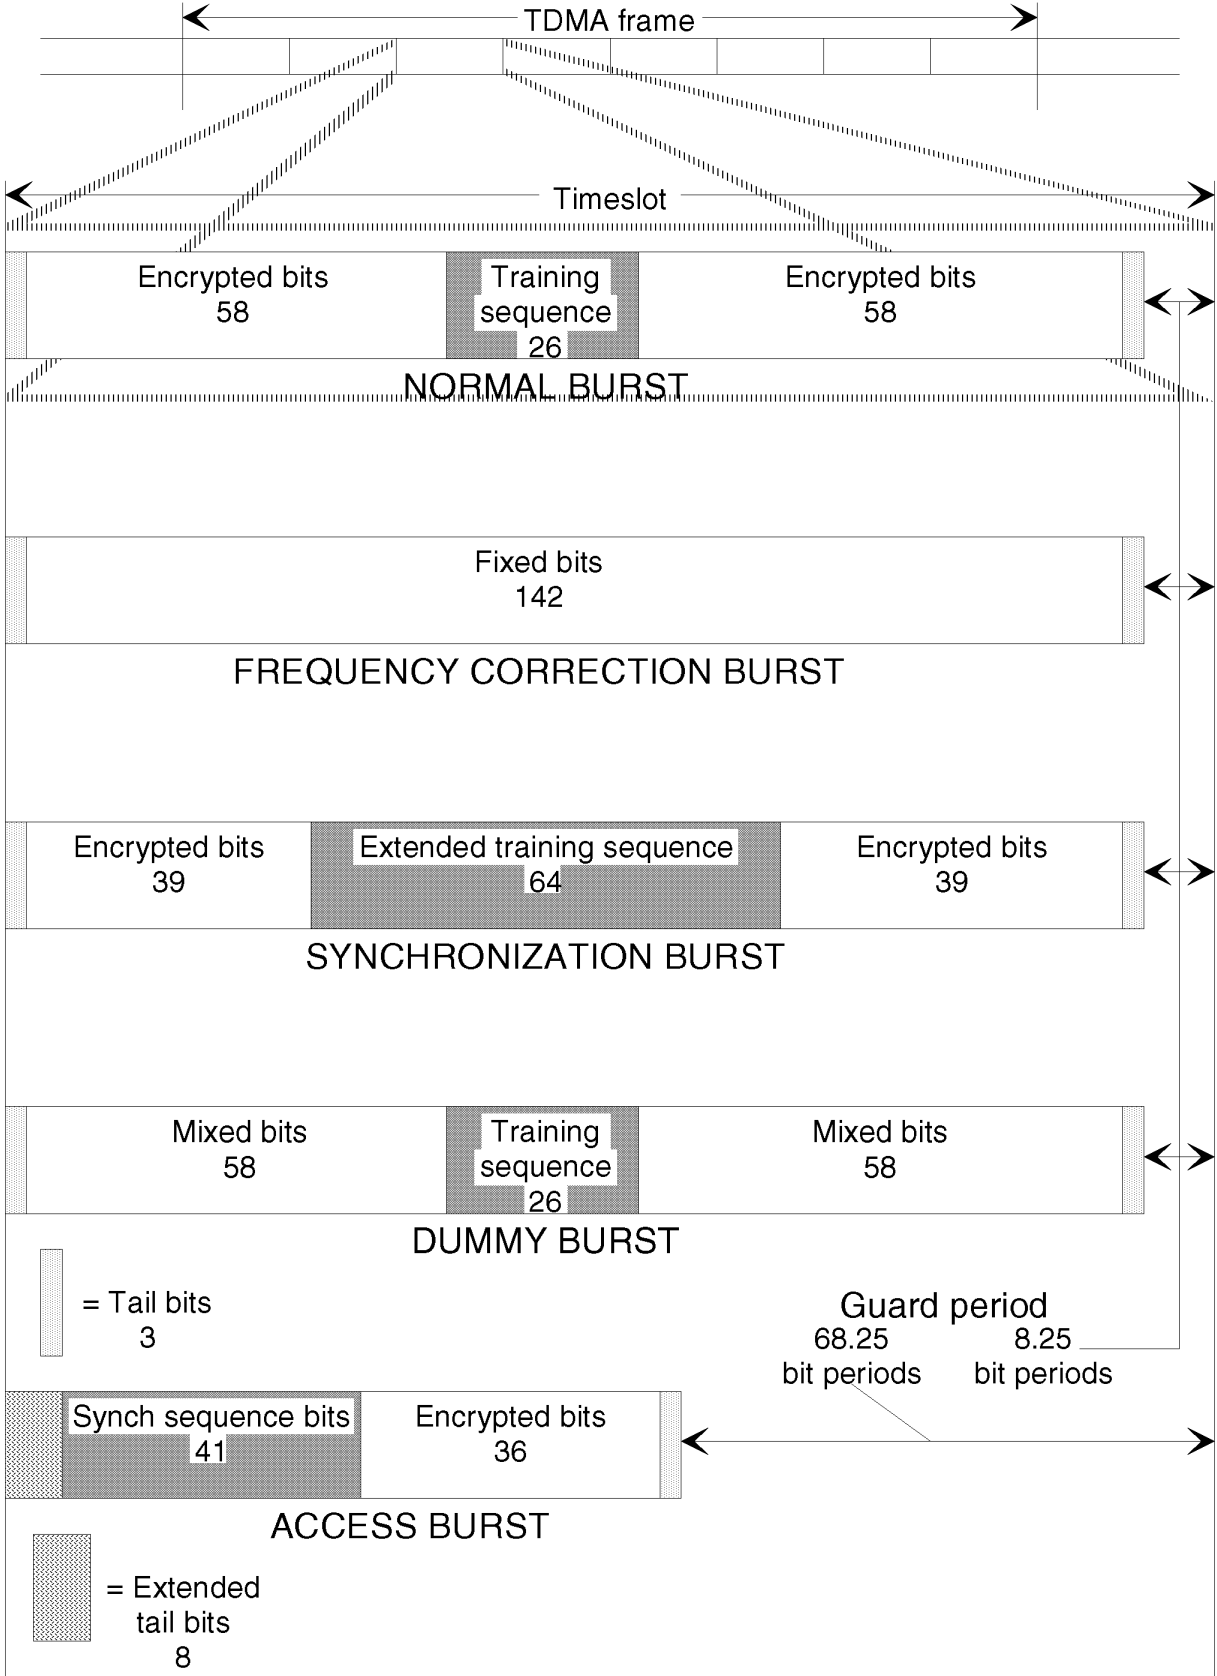 TDMA frame
Timeslot
Encrypted bits
58
Training
sequence
26
Encrypted bits
58
NORMAL BURST
Fixed bits
142
FREQUENCY CORRECTION BURST
Encrypted bits
39
Extended training sequence
64
Encrypted bits
39
SYNCHRONIZATION BURST
Mixed bits
58
Training
sequence
26
Mixed bits
58
DUMMY BURST
= Tail bits
3
Guard period
68.25
bit periods
8.25
bit periods
Synch sequence bits
41
Encrypted bits
36
ACCESS BURST
= Extended
tail bits
8